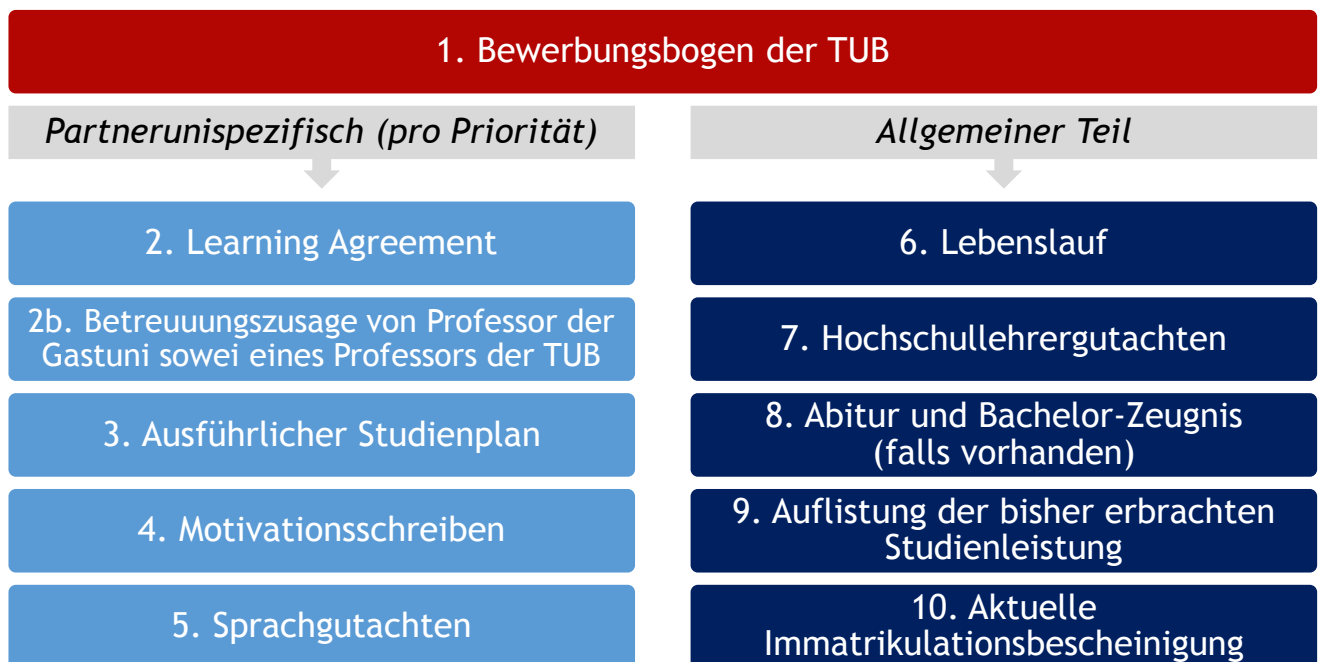 1. Bewerbungsbogen der TUB
Partnerunispezifisch (pro Priorität)
2. Learning Agreement
2b. Betreuuungszusage von Professor der
Gastuni sowei eines Professors der TUB
3. Ausführlicher Studienplan
4. Motivationsschreiben
5. Sprachgutachten
Allgemeiner Teil
6. Lebenslauf
7. Hochschullehrergutachten
8. Abitur und Bachelor-Zeugnis
(falls vorhanden)
9. Auflistung der bisher erbrachten
Studienleistung
10. Aktuelle
Immatrikulationsbescheinigung